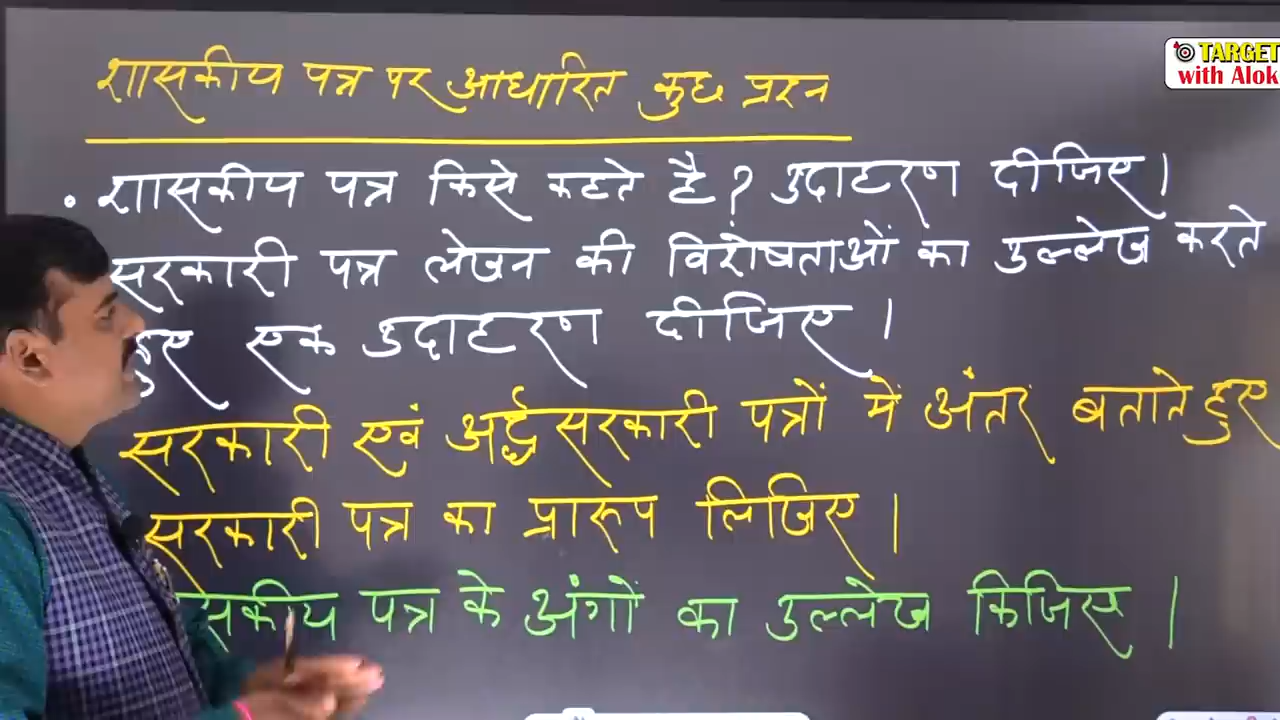 शासकीय पत्र पर आधारित कुछ प्रश्न
TARGET
with Alok
. शासकीय पत्र किसे कहते है? उदाहरण दीजिए।
सरकारी पत्र लेखन की विशेषताओं का उल्लेख करते
हुए एक उदाहरण दीजिए।
सरकारी एवं अर्द्धसरकारी पत्रों में अंतर बताते हुए
सरकारी पत्र का प्रारूप लिखिए।
सकीय पत्र के अंगों का उल्लेख किजिए।